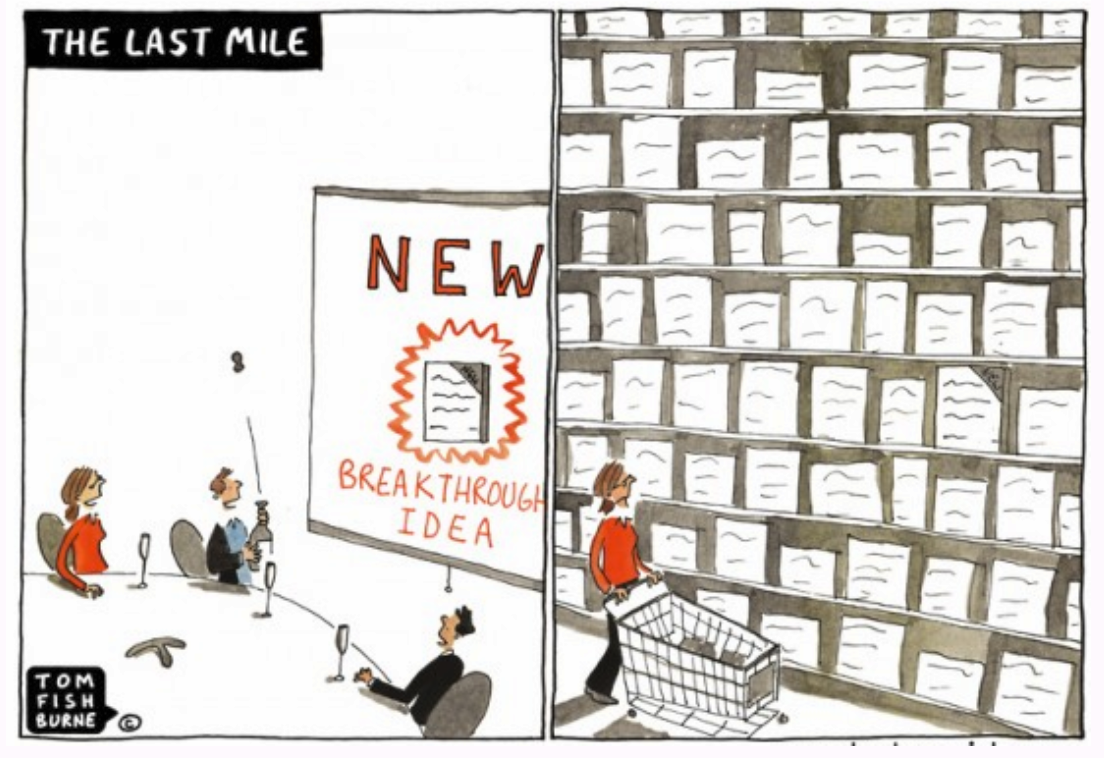 THE LAST MILE
NEW
BREAKTHROUGH
IDEA
TOM
FISH
BURNE
©